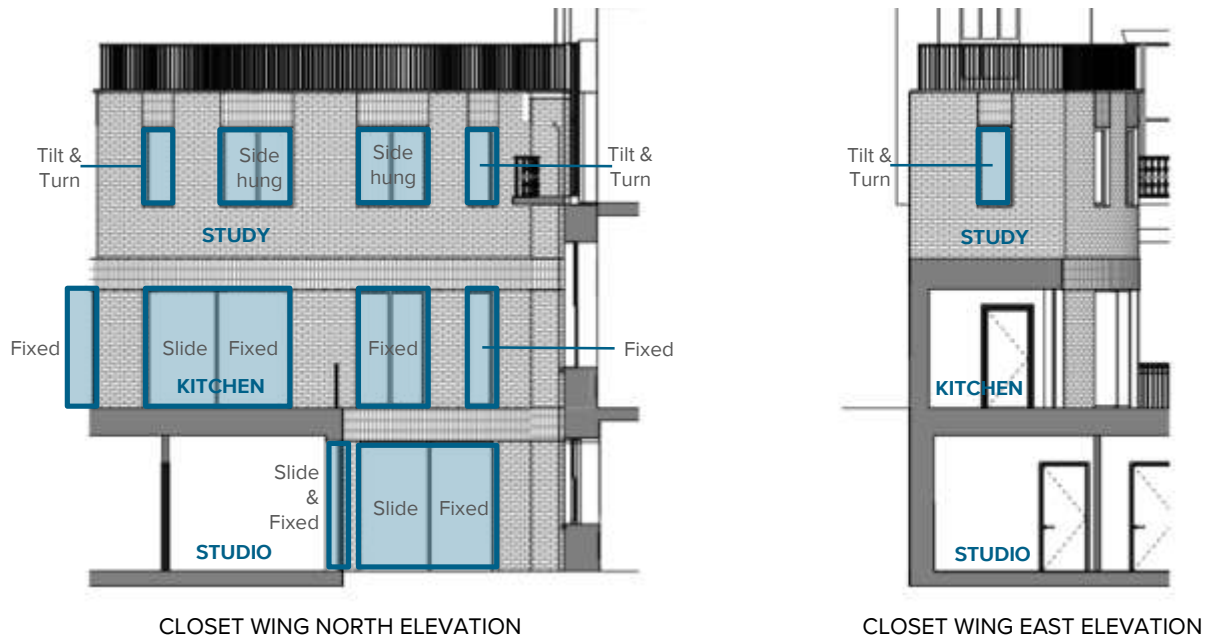 Tilt &
Turn
Side
hung
Side
hung
Tilt &
Turn
STUDY
Fixed
Slide
Fixed
KITCHEN
Fixed
Fixed
Slide
&
Fixed
Slide
Fixed
STUDIO
CLOSET WING NORTH ELEVATION
Tilt &
Turn
STUDY
KITCHEN
STUDIO
CLOSET WING EAST ELEVATION